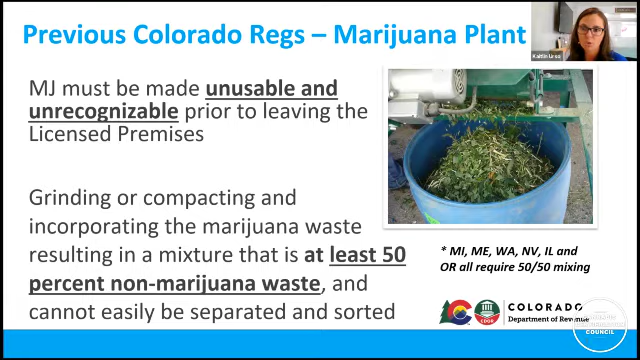 Previous Colorado Regs – Marijuana Plant
MJ must be made unusable and
unrecognizable prior to leaving the
Licensed Premises
Grinding or compacting and
incorporating the marijuana waste
resulting in a mixture that is at least 50
percent non-marijuana waste, and
cannot easily be separated and sorted
* MI, ME, WA, NV, IL and
OR all require 50/50 mixing
COLORADO
Department of Revenue
COUNCIL